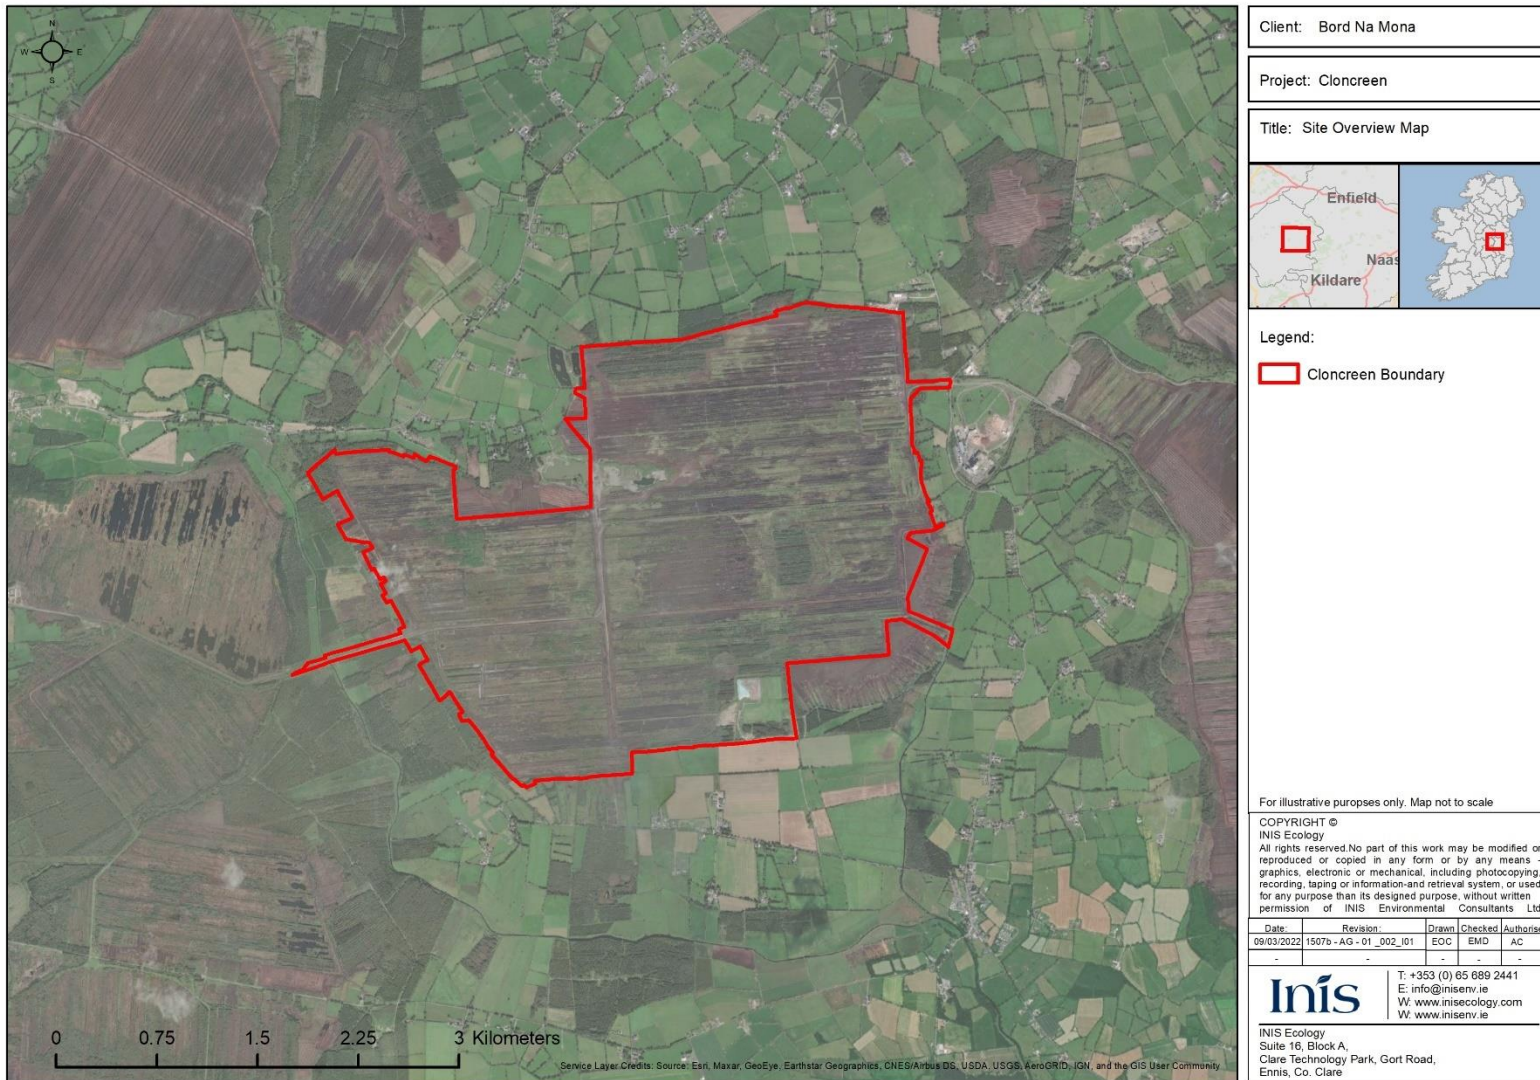 N
W E
S
0 0.75 1.5 2.25 3 Kilometers
Service Layer Credits: Source: Esri, Maxar, GeoEye, Earthstar Geographics, CNES/Airbus DS, USDA, USGS, AeroGRID, IGN, and the GIS User Community
Client: Bord Na Mona
Project: Cloncreen
Title: Site Overview Map
Enfield
Naas
Kildare
Legend:
Cloncreen Boundary
For illustrative puropses only. Map not to scale
COPYRIGHT ©
INIS Ecology
All rights reserved.No part of this work may be modified or
reproduced or copied in any form or by any means -
graphics, electronic or mechanical, including photocopying,
recording, taping or information-and retrieval system, or used
for any purpose than its designed purpose, without written
permission of INIS Environmental Consultants Ltd
Date: Revision: Drawn Checked Authorise
09/03/2022 1507b - AG - 01 _002_I01 EOC EMD AC
- - - - -
Inis
T: +353 (0) 65 689 2441
E: info@inisenv.ie
W: www.inisecology.com
W: www.inisenv.ie
INIS Ecology
Suite 16, Block A,
Clare Technology Park, Gort Road,
Ennis, Co. Clare